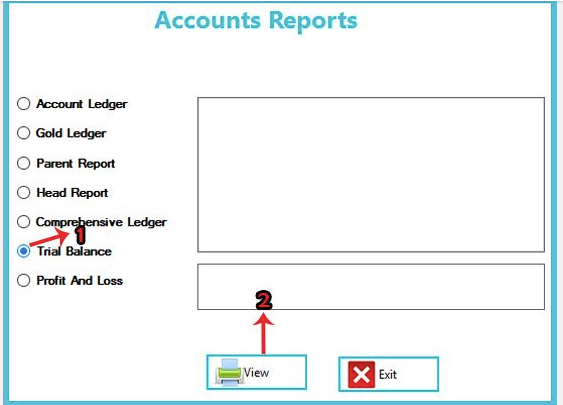 Accounts Reports
Account Ledger
Gold Ledger
Parent Report
Head Report
Comprehensive Ledger
1
Trial Balance
Profit And Loss
2
View
Exit